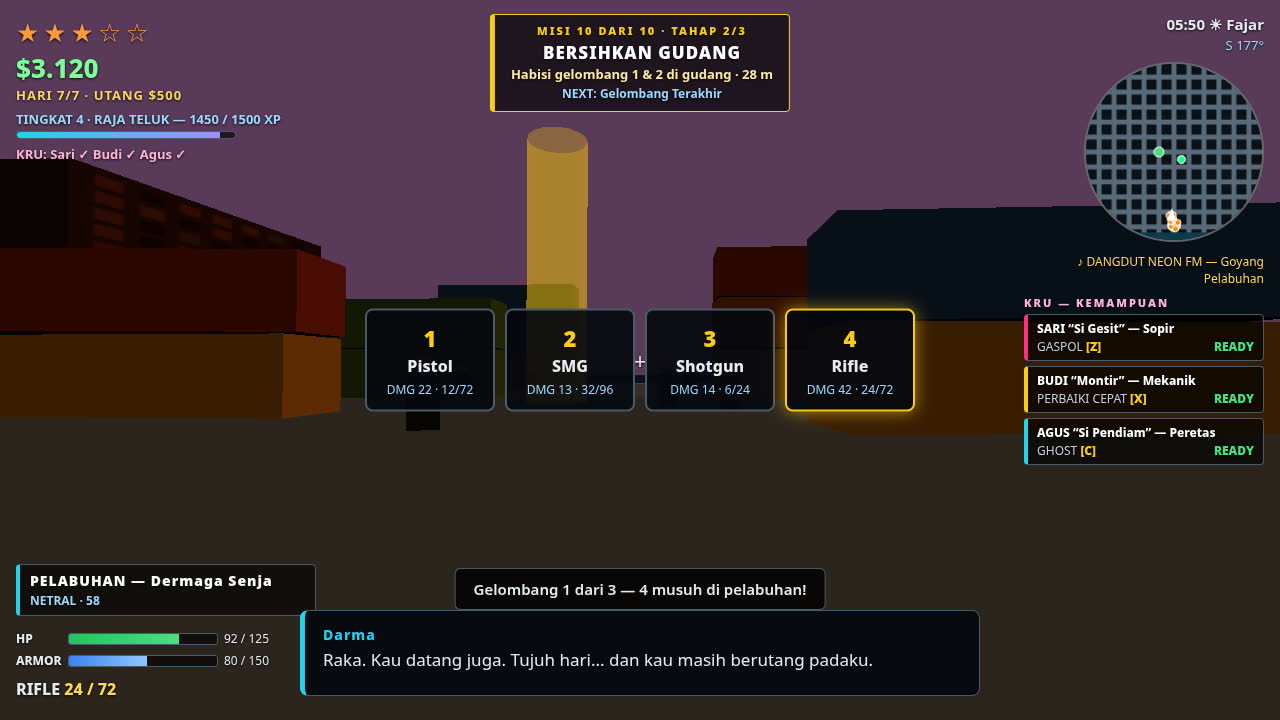 ★★★☆☆
$3.120
HARI 7/7 · UTANG $500
TINGKAT 4 · RAJA TELUK — 1450 / 1500 XP
KRU: Sari ✓ Budi ✓ Agus ✓
MISI 10 DARI 10 · TAHAP 2/3
BERSIHKAN GUDANG
Habisi gelombang 1 & 2 di gudang · 28 m
NEXT: Gelombang Terakhir
05:50 ☀ Fajar
S 177°
♪ DANGDUT NEON FM — Goyang
Pelabuhan
KRU — KEMAMPUAN
SARI “Si Gesit” — Sopir
GASPOL [Z] READY
BUDI “Montir” — Mekanik
PERBAIKI CEPAT [X] READY
AGUS “Si Pendiam” — Peretas
GHOST [C] READY
1
Pistol
DMG 22 · 12/72
2
SMG
DMG 13 · 32/96
+
3
Shotgun
DMG 14 · 6/24
4
Rifle
DMG 42 · 24/72
PELABUHAN — Dermaga Senja
NETRAL · 58
HP 92 / 125
ARMOR 80 / 150
RIFLE 24 / 72
Gelombang 1 dari 3 — 4 musuh di pelabuhan!
Darma
Raka. Kau datang juga. Tujuh hari... dan kau masih berutang padaku.